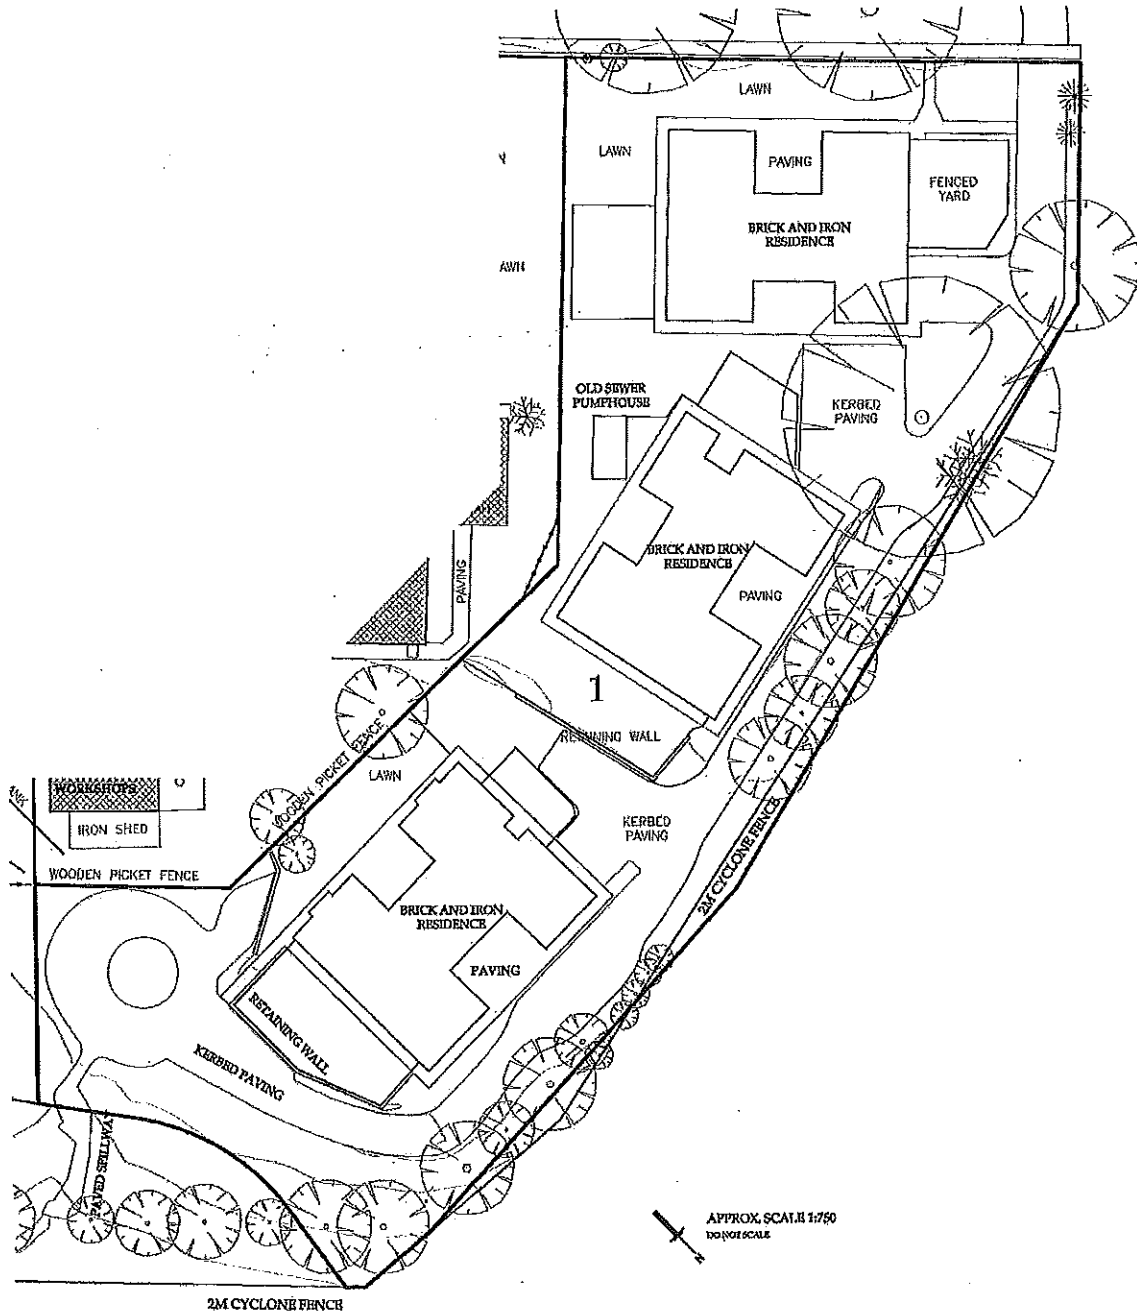 LAWN
LAWN
PAVING
FENCED
YARD
BRICK AND IRON
RESIDENCE
AWN
OLD SEWER
PUMPHOUSE
KERBED
PAVING
BRICK AND IRON
RESIDENCE
PAVING
PAVING
1
RETAINING WALL
WOODEN PICKET FENCE
LAWN
WORKSHOPS
IRON SHED
KERBED
PAVING
2M CYCLONE FENCE
WOODEN PICKET FENCE
BRICK AND IRON
RESIDENCE
PAVING
RETAINING WALL
KERBED PAVING
PAVED SPILLWAY
APPROX. SCALE 1:750
DO NOT SCALE
N
2M CYCLONE FENCE